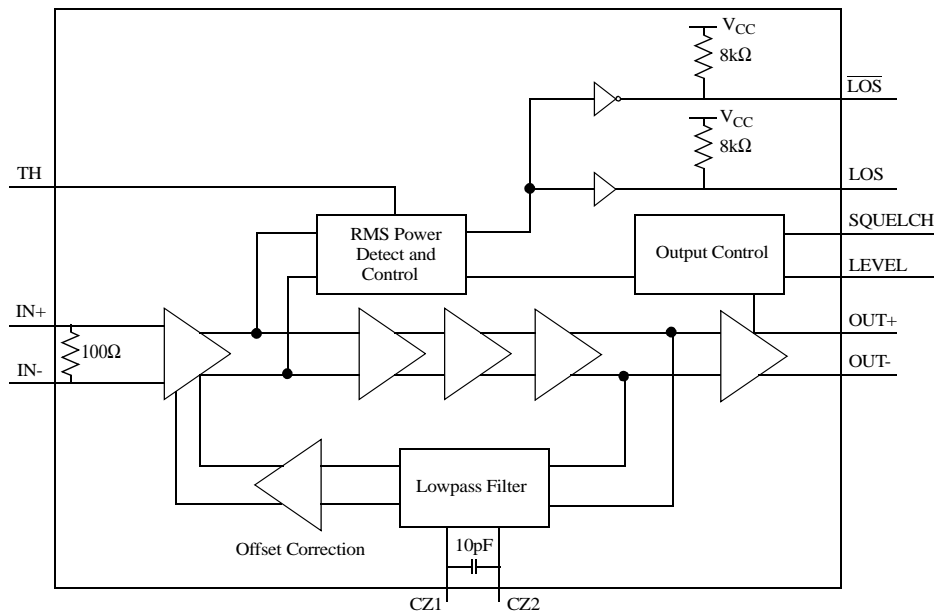 V_CC
8kΩ
L̅O̅S̅
V_CC
8kΩ
TH
LOS
SQUELCH
RMS Power
Detect and
Control
Output Control
LEVEL
IN+
OUT+
100Ω
IN-
OUT-
Lowpass Filter
Offset Correction
10pF
CZ1
CZ2